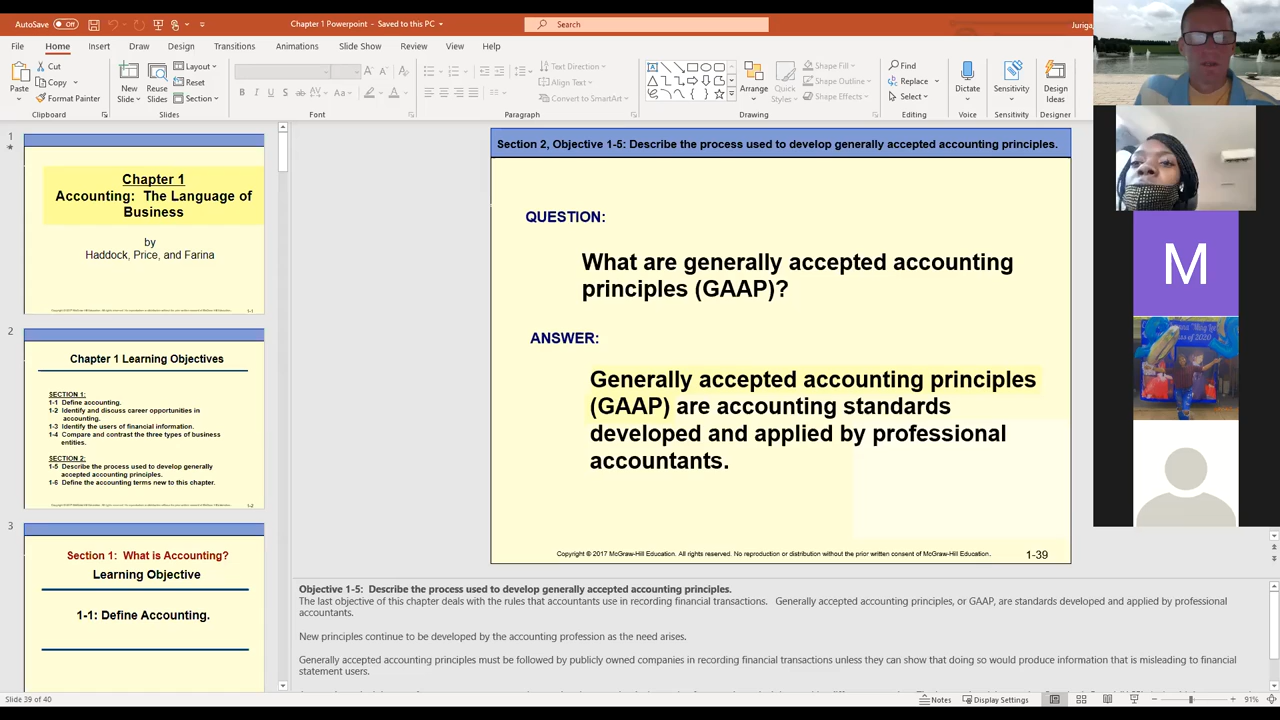 AutoSave Off
Chapter 1 Powerpoint - Saved to this PC
Search
Juriga,
File Home Insert Draw Design Transitions Animations Slide Show Review View Help
Paste
Cut
Copy
Format Painter
Clipboard
New Slide
Reuse Slides
Layout
Reset
Section
Slides
B I U S AV Aa
Font
Text Direction
Align Text
Convert to SmartArt
Paragraph
Arrange
Quick Styles
Shape Fill
Shape Outline
Shape Effects
Drawing
Find
Replace
Select
Editing
Dictate
Voice
Sensitivity
Sensitivity
Design Ideas
Designer
1
Chapter 1
Accounting: The Language of
Business
by
Haddock, Price, and Farina
1-1
2
Chapter 1 Learning Objectives
SECTION 1:
1-1 Define accounting.
1-2 Identify and discuss career opportunities in
accounting.
1-3 Identify the users of financial information.
1-4 Compare and contrast the three types of business
entities.
SECTION 2:
1-5 Describe the process used to develop generally
accepted accounting principles.
1-6 Define the accounting terms new to this chapter.
1-2
3
Section 1: What is Accounting?
Learning Objective
1-1: Define Accounting.
Section 2, Objective 1-5: Describe the process used to develop generally accepted accounting principles.
QUESTION:
What are generally accepted accounting
principles (GAAP)?
ANSWER:
Generally accepted accounting principles
(GAAP) are accounting standards
developed and applied by professional
accountants.
Copyright © 2017 McGraw-Hill Education. All rights reserved. No reproduction or distribution without the prior written consent of McGraw-Hill Education.
1-39
M
Class of 2020
Objective 1-5: Describe the process used to develop generally accepted accounting principles.
The last objective of this chapter deals with the rules that accountants use in recording financial transactions. Generally accepted accounting principles, or GAAP, are standards developed and applied by professional
accountants.
New principles continue to be developed by the accounting profession as the need arises.
Generally accepted accounting principles must be followed by publicly owned companies in recording financial transactions unless they can show that doing so would produce information that is misleading to financial
statement users.
Slide 39 of 40
Notes
Display Settings
91%